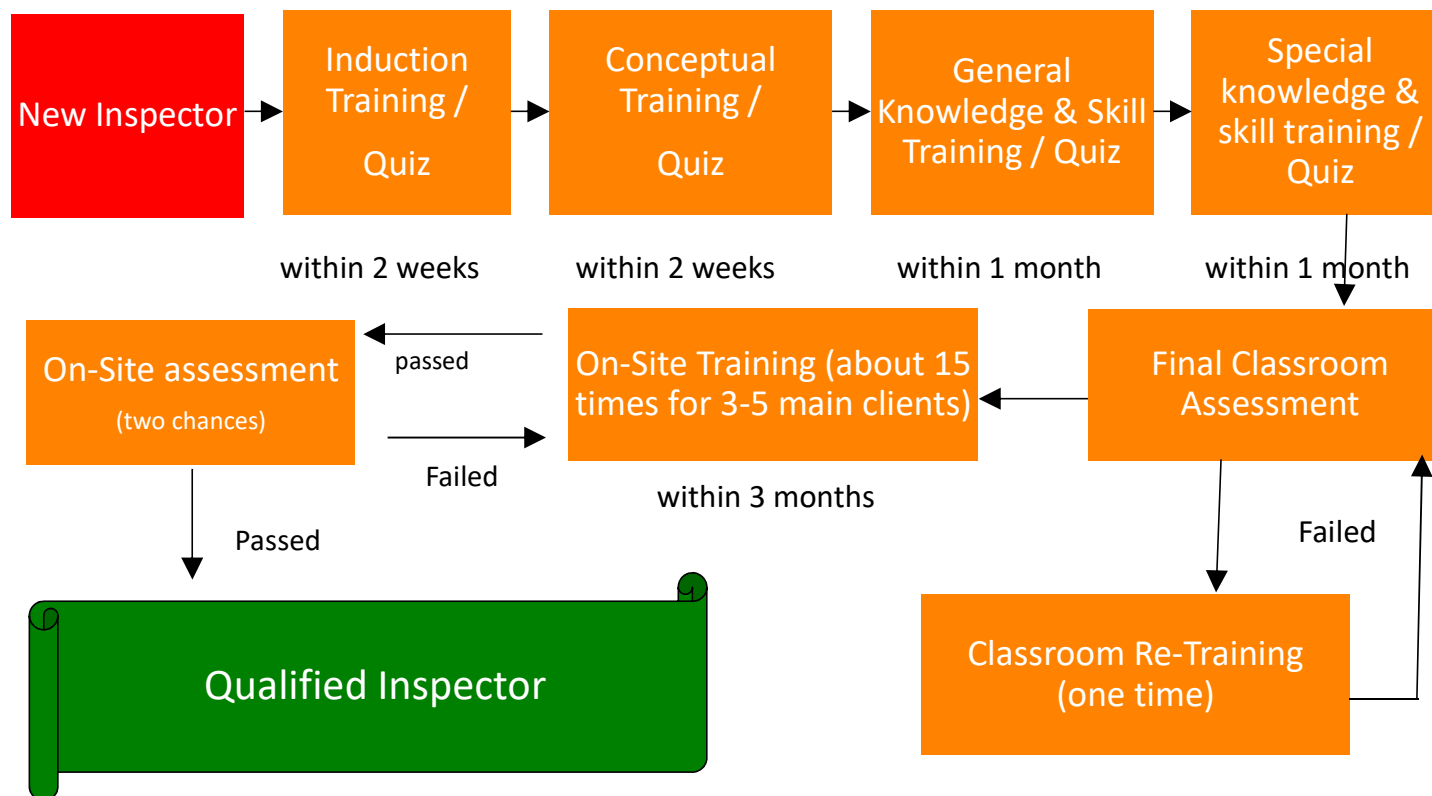 New Inspector
Induction
Training /
Quiz
Conceptual
Training /
Quiz
General
Knowledge & Skill
Training / Quiz
Special
knowledge &
skill training /
Quiz
within 2 weeks
within 2 weeks
within 1 month
within 1 month
On-Site assessment
(two chances)
passed
Failed
On-Site Training (about 15
times for 3-5 main clients)
Final Classroom
Assessment
within 3 months
Passed
Failed
Qualified Inspector
Classroom Re-Training
(one time)